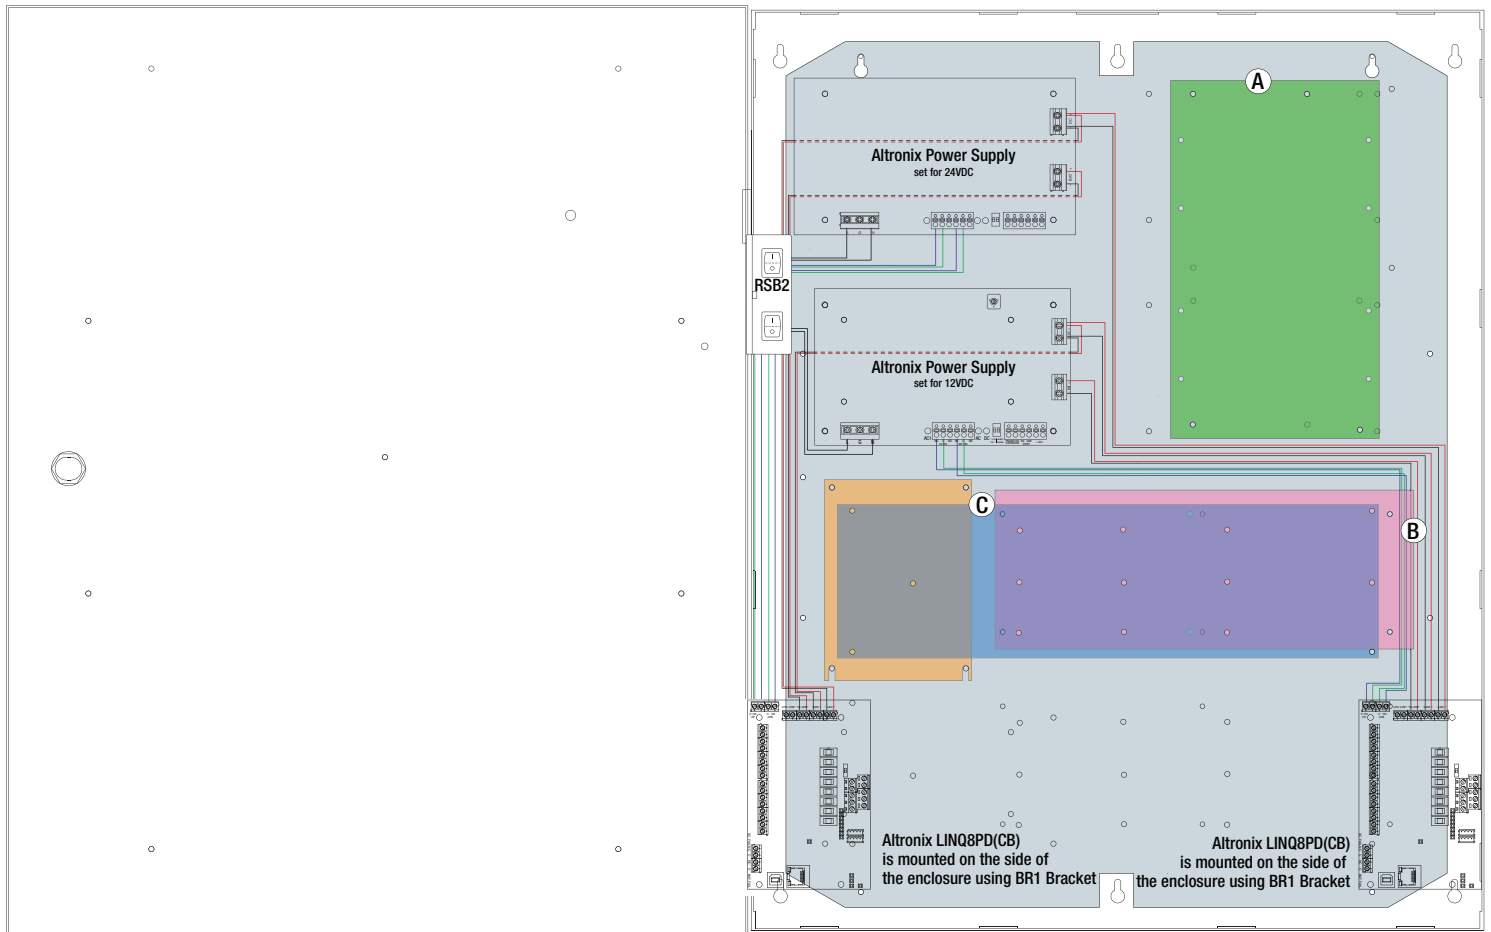 A
Altronix Power Supply
set for 24VDC
RSB2
Altronix Power Supply
set for 12VDC
C
B
Altronix LINQ8PD(CB)
is mounted on the side of
the enclosure using BR1 Bracket
Altronix LINQ8PD(CB)
is mounted on the side of
the enclosure using BR1 Bracket